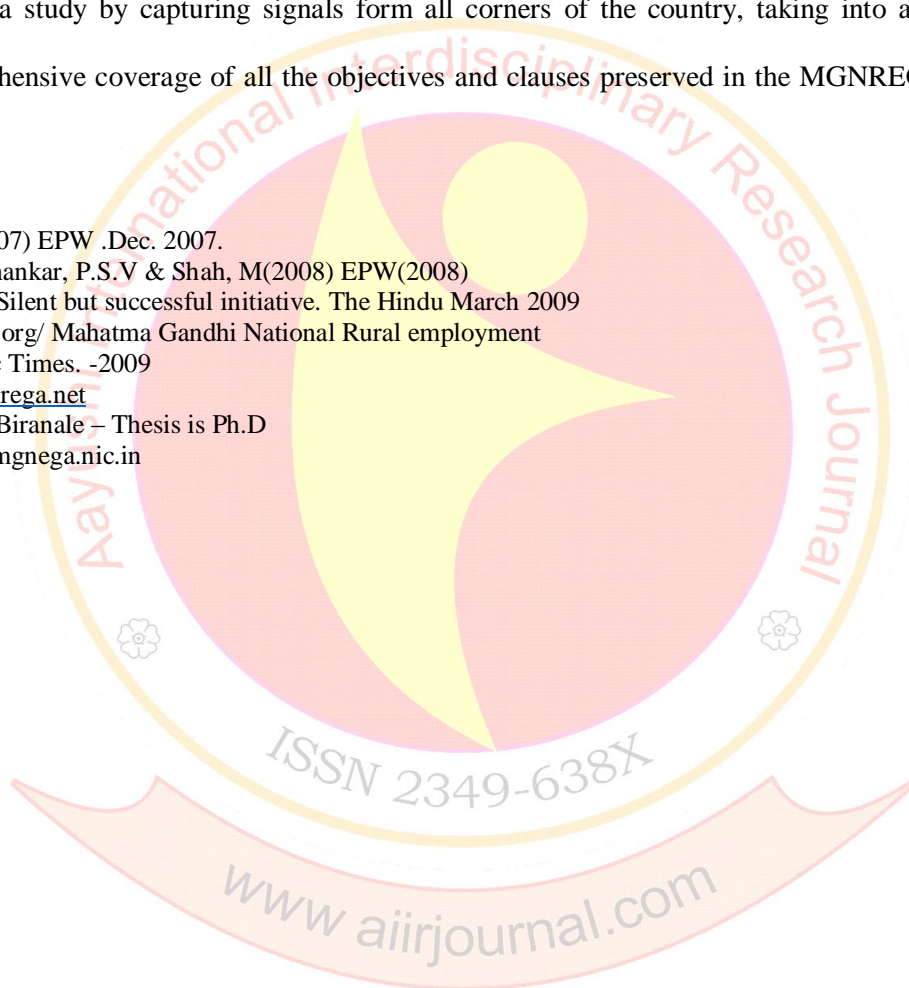 a study by capturing signals form all corners of the country, taking into a
hensive coverage of all the objectives and clauses preserved in the MGNREG
07) EPW .Dec. 2007.
hankar, P.S.V & Shah, M(2008) EPW(2008)
Silent but successful initiative. The Hindu March 2009
org/ Mahatma Gandhi National Rural employment
c Times. -2009
rega.net
Biranale – Thesis is Ph.D
mgnega.nic.in
Aayushi International Interdisciplinary Research Journal
ISSN 2349-638X
www aiirjournal.com